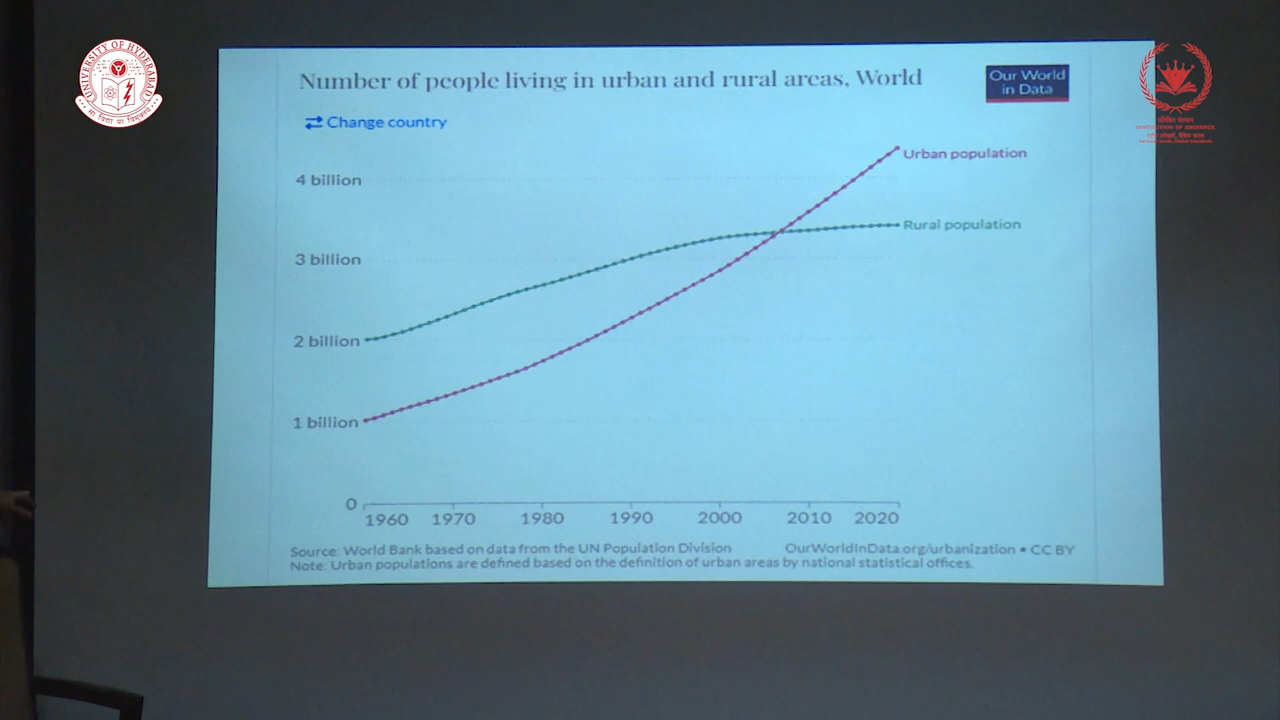 UNIVERSITY OF HYDERABAD
Number of people living in urban and rural areas, World
Our World
in Data
Change country
INSTITUTION OF EMINENCE
Urban population
4 billion
Rural population
3 billion
2 billion
1 billion
0
1960 1970 1980 1990 2000 2010 2020
Source: World Bank based on data from the UN Population Division
OurWorldInData.org/urbanization • CC BY
Note: Urban populations are defined based on the definition of urban areas by national statistical offices.